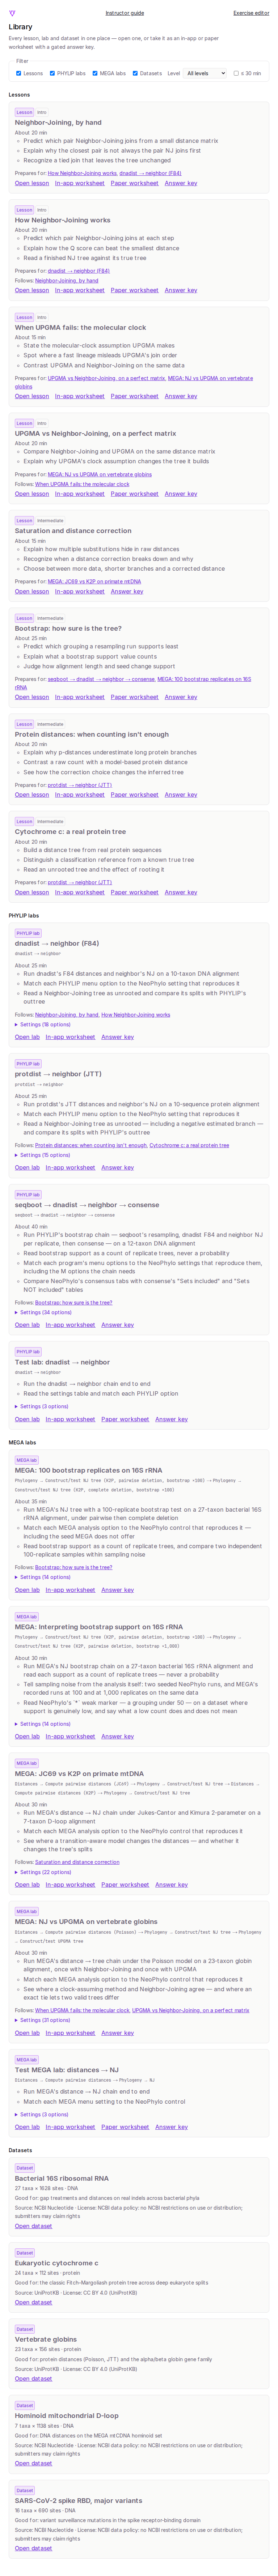 Instructor guide
Exercise editor
Library
Every lesson, lab and dataset in one place — open one, or take it as an in-app or paper
worksheet with a gated answer key.
Filter
Lessons PHYLIP labs MEGA labs Datasets Level All levels ≤ 30 min
Lessons
Lesson Intro
Neighbor-Joining, by hand
About 20 min
Predict which pair Neighbor-Joining joins from a small distance matrix
Explain why the closest pair is not always the pair NJ joins first
Recognize a tied join that leaves the tree unchanged
Prepares for: How Neighbor-Joining works, dnadist → neighbor (F84)
Open lesson In-app worksheet Paper worksheet Answer key
Lesson Intro
How Neighbor-Joining works
About 20 min
Predict which pair Neighbor-Joining joins at each step
Explain how the Q score can beat the smallest distance
Read a finished NJ tree against its true tree
Prepares for: dnadist → neighbor (F84)
Follows: Neighbor-Joining, by hand
Open lesson In-app worksheet Paper worksheet Answer key
Lesson Intro
When UPGMA fails: the molecular clock
About 15 min
State the molecular-clock assumption UPGMA makes
Spot where a fast lineage misleads UPGMA's join order
Contrast UPGMA and Neighbor-Joining on the same data
Prepares for: UPGMA vs Neighbor-Joining, on a perfect matrix, MEGA: NJ vs UPGMA on vertebrate
globins
Open lesson In-app worksheet Paper worksheet Answer key
Lesson Intro
UPGMA vs Neighbor-Joining, on a perfect matrix
About 20 min
Compare Neighbor-Joining and UPGMA on the same distance matrix
Explain why UPGMA's clock assumption changes the tree it builds
Prepares for: MEGA: NJ vs UPGMA on vertebrate globins
Follows: When UPGMA fails: the molecular clock
Open lesson In-app worksheet Paper worksheet Answer key
Lesson Intermediate
Saturation and distance correction
About 15 min
Explain how multiple substitutions hide in raw distances
Recognize when a distance correction breaks down and why
Choose between more data, shorter branches and a corrected distance
Prepares for: MEGA: JC69 vs K2P on primate mtDNA
Open lesson In-app worksheet Answer key
Lesson Intermediate
Bootstrap: how sure is the tree?
About 25 min
Predict which grouping a resampling run supports least
Explain what a bootstrap support value counts
Judge how alignment length and seed change support
Prepares for: seqboot → dnadist → neighbor → consense, MEGA: 100 bootstrap replicates on 16S
rRNA
Open lesson In-app worksheet Paper worksheet Answer key
Lesson Intermediate
Protein distances: when counting isn't enough
About 20 min
Explain why p-distances underestimate long protein branches
Contrast a raw count with a model-based protein distance
See how the correction choice changes the inferred tree
Prepares for: protdist → neighbor (JTT)
Open lesson In-app worksheet Paper worksheet Answer key
Lesson Intermediate
Cytochrome c: a real protein tree
About 20 min
Build a distance tree from real protein sequences
Distinguish a classification reference from a known true tree
Read an unrooted tree and the effect of rooting it
Prepares for: protdist → neighbor (JTT)
Open lesson In-app worksheet Paper worksheet Answer key
PHYLIP labs
PHYLIP lab
dnadist → neighbor (F84)
dnadist → neighbor
About 25 min
Run dnadist's F84 distances and neighbor's NJ on a 10-taxon DNA alignment
Match each PHYLIP menu option to the NeoPhylo setting that reproduces it
Read a Neighbor-Joining tree as unrooted and compare its splits with PHYLIP's
outtree
Follows: Neighbor-Joining, by hand, How Neighbor-Joining works
Settings (18 options)
Open lab In-app worksheet Answer key
PHYLIP lab
protdist → neighbor (JTT)
protdist → neighbor
About 25 min
Run protdist's JTT distances and neighbor's NJ on a 10-sequence protein alignment
Match each PHYLIP menu option to the NeoPhylo setting that reproduces it
Read a Neighbor-Joining tree as unrooted — including a negative internal branch —
and compare its splits with PHYLIP's outtree
Follows: Protein distances: when counting isn't enough, Cytochrome c: a real protein tree
Settings (15 options)
Open lab In-app worksheet Answer key
PHYLIP lab
seqboot → dnadist → neighbor → consense
seqboot → dnadist → neighbor → consense
About 40 min
Run PHYLIP's bootstrap chain — seqboot's resampling, dnadist F84 and neighbor NJ
per replicate, then consense — on a 12-taxon DNA alignment
Read bootstrap support as a count of replicate trees, never a probability
Match each program's menu options to the NeoPhylo settings that reproduce them,
including the M options the chain needs
Compare NeoPhylo's consensus tabs with consense's "Sets included" and "Sets
NOT included" tables
Follows: Bootstrap: how sure is the tree?
Settings (34 options)
Open lab In-app worksheet Answer key
PHYLIP lab
Test lab: dnadist → neighbor
dnadist → neighbor
Run the dnadist → neighbor chain end to end
Read the settings table and match each PHYLIP option
Settings (3 options)
Open lab In-app worksheet Paper worksheet Answer key
MEGA labs
MEGA lab
MEGA: 100 bootstrap replicates on 16S rRNA
About 35 min
Run MEGA's NJ tree with a 100-replicate bootstrap test on a 27-taxon bacterial 16S
rRNA alignment, under pairwise then complete deletion
Match each MEGA analysis option to the NeoPhylo control that reproduces it —
including the seed MEGA does not offer
Read bootstrap support as a count of replicate trees, and compare two independent
100-replicate samples within sampling noise
Follows: Bootstrap: how sure is the tree?
Settings (14 options)
Open lab In-app worksheet Answer key
MEGA lab
MEGA: Interpreting bootstrap support on 16S rRNA
About 30 min
Run MEGA's NJ bootstrap chain on a 27-taxon bacterial 16S rRNA alignment and
read each support as a count of replicate trees — never a probability
Tell sampling noise from the analysis itself: two seeded NeoPhylo runs, and MEGA's
recorded runs at 100 and at 1,000 replicates on the same data
Read NeoPhylo's `*` weak marker — a grouping under 50 — on a dataset where
support is genuinely low, and say what a low count does and does not mean
Settings (14 options)
Open lab In-app worksheet Answer key
MEGA lab
MEGA: JC69 vs K2P on primate mtDNA
About 30 min
Run MEGA's distance → NJ chain under Jukes-Cantor and Kimura 2-parameter on a
7-taxon D-loop alignment
Match each MEGA analysis option to the NeoPhylo control that reproduces it
See where a transition-aware model changes the distances — and whether it
changes the tree's splits
Follows: Saturation and distance correction
Settings (22 options)
Open lab In-app worksheet Paper worksheet Answer key
MEGA lab
MEGA: NJ vs UPGMA on vertebrate globins
About 30 min
Run MEGA's distance → tree chain under the Poisson model on a 23-taxon globin
alignment, once with Neighbor-Joining and once with UPGMA
Match each MEGA analysis option to the NeoPhylo control that reproduces it
See where a clock-assuming method and Neighbor-Joining agree — and where an
exact tie lets two valid trees differ
Follows: When UPGMA fails: the molecular clock, UPGMA vs Neighbor-Joining, on a perfect matrix
Settings (31 options)
Open lab In-app worksheet Answer key
MEGA lab
Test MEGA lab: distances → NJ
Run MEGA's distance → NJ chain end to end
Match each MEGA menu setting to the NeoPhylo control
Settings (3 options)
Open lab In-app worksheet Paper worksheet Answer key
Datasets
Dataset
Bacterial 16S ribosomal RNA
27 taxa × 1628 sites · DNA
Good for: gap treatments and distances on real indels across bacterial phyla
Source: NCBI Nucleotide · License: NCBI data policy: no NCBI restrictions on use or distribution;
submitters may claim rights
Open dataset
Dataset
Eukaryotic cytochrome c
24 taxa × 112 sites · protein
Good for: the classic Fitch–Margoliash protein tree across deep eukaryote splits
Source: UniProtKB · License: CC BY 4.0 (UniProtKB)
Open dataset
Dataset
Vertebrate globins
23 taxa × 156 sites · protein
Good for: protein distances (Poisson, JTT) and the alpha/beta globin gene family
Source: UniProtKB · License: CC BY 4.0 (UniProtKB)
Open dataset
Dataset
Hominoid mitochondrial D-loop
7 taxa × 1138 sites · DNA
Good for: DNA distances on the MEGA mtCDNA hominoid set
Source: NCBI Nucleotide · License: NCBI data policy: no NCBI restrictions on use or distribution;
submitters may claim rights
Open dataset
Dataset
SARS-CoV-2 spike RBD, major variants
16 taxa × 690 sites · DNA
Good for: variant surveillance mutations in the spike receptor-binding domain
Source: NCBI Nucleotide · License: NCBI data policy: no NCBI restrictions on use or distribution;
submitters may claim rights
Open dataset